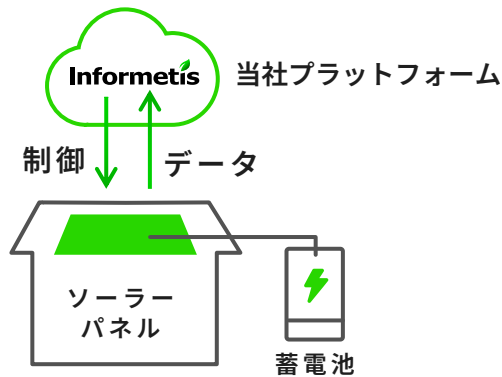 Informetis
当社プラットフォーム
制御
データ
ソーラー
パネル
蓄電池